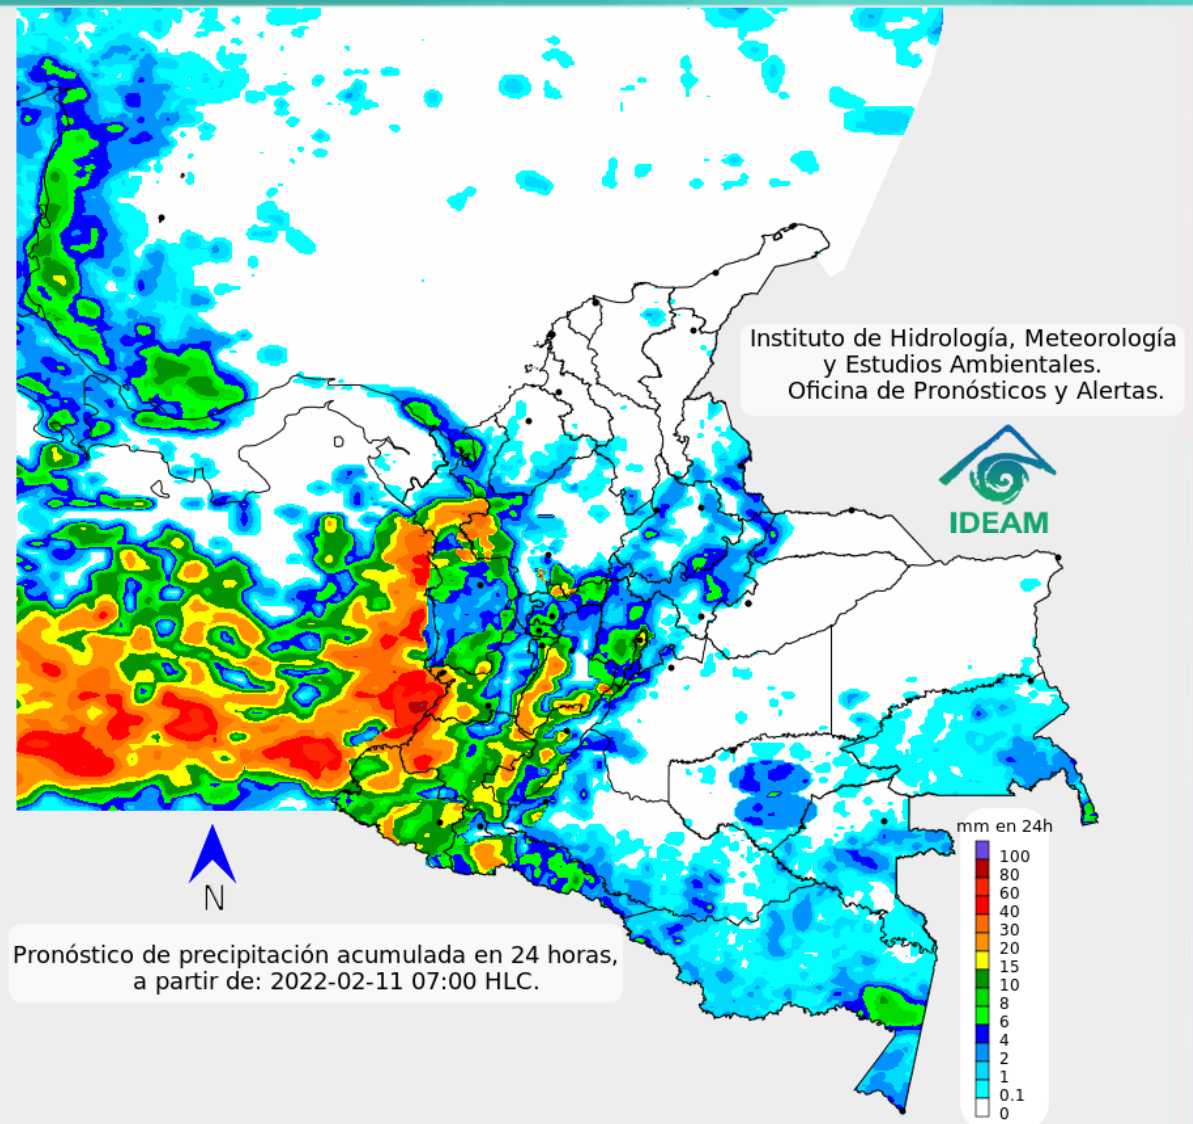 Instituto de Hidrología, Meteorología
y Estudios Ambientales.
Oficina de Pronósticos y Alertas.
IDEAM
mm en 24h
100
80
60
40
30
20
15
10
8
6
4
2
1
0.1
0
N
Pronóstico de precipitación acumulada en 24 horas,
a partir de: 2022-02-11 07:00 HLC.